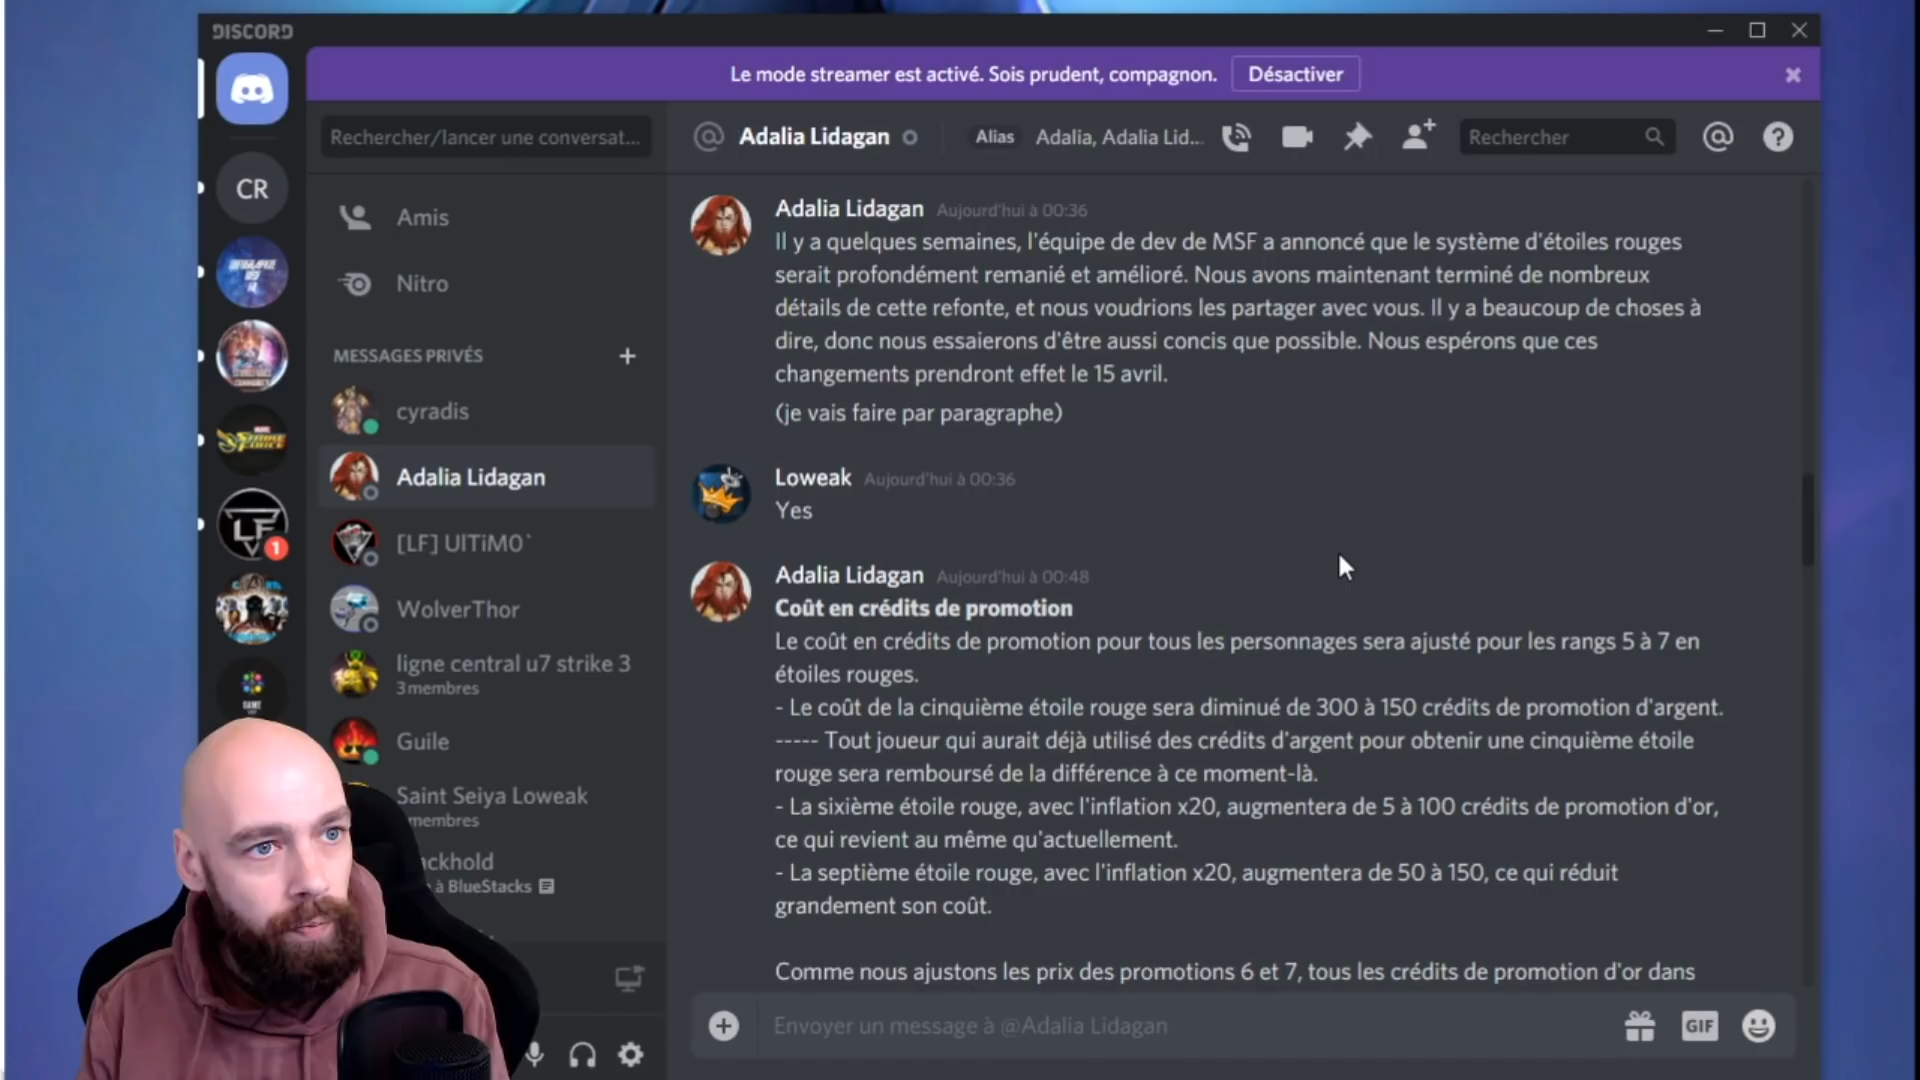 DISCORD
Le mode streamer est activé. Sois prudent, compagnon.
Désactiver
Rechercher/lancer une conversat...
Adalia Lidagan
Alias
Adalia, Adalia Lid...
Rechercher
CR
Amis
Nitro
MESSAGES PRIVÉS
cyradis
Adalia Lidagan
[LF] UlTiM0`
WolverThor
ligne central u7 strike 3
3 membres
Guile
Saint Seiya Loweak
membres
ckhold
à BlueStacks
STRIKE FORCE
LF
1
GAME
Adalia Lidagan Aujourd'hui à 00:36
Il y a quelques semaines, l'équipe de dev de MSF a annoncé que le système d'étoiles rouges
serait profondément remanié et amélioré. Nous avons maintenant terminé de nombreux
détails de cette refonte, et nous voudrions les partager avec vous. Il y a beaucoup de choses à
dire, donc nous essaierons d'être aussi concis que possible. Nous espérons que ces
changements prendront effet le 15 avril.
(je vais faire par paragraphe)
Loweak Aujourd'hui à 00:36
Yes
Adalia Lidagan Aujourd'hui à 00:48
Coût en crédits de promotion
Le coût en crédits de promotion pour tous les personnages sera ajusté pour les rangs 5 à 7 en
étoiles rouges.
- Le coût de la cinquième étoile rouge sera diminué de 300 à 150 crédits de promotion d'argent.
----- Tout joueur qui aurait déjà utilisé des crédits d'argent pour obtenir une cinquième étoile
rouge sera remboursé de la différence à ce moment-là.
- La sixième étoile rouge, avec l'inflation x20, augmentera de 5 à 100 crédits de promotion d'or,
ce qui revient au même qu'actuellement.
- La septième étoile rouge, avec l'inflation x20, augmentera de 50 à 150, ce qui réduit
grandement son coût.
Comme nous ajustons les prix des promotions 6 et 7, tous les crédits de promotion d'or dans
Envoyer un message à @Adalia Lidagan
GIF